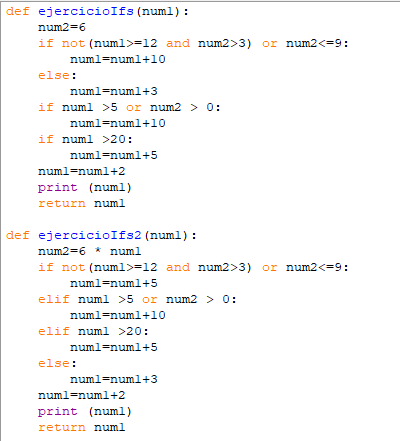 def ejercicioIfs(num1):
    num2=6
    if not(num1>=12 and num2>3) or num2<=9:
        num1=num1+10
    else:
        num1=num1+3
    if num1 >5 or num2 > 0:
        num1=num1+10
    if num1 >20:
        num1=num1+5
    num1=num1+2
    print (num1)
    return num1

def ejercicioIfs2(num1):
    num2=6 * num1
    if not(num1>=12 and num2>3) or num2<=9:
        num1=num1+5
    elif num1 >5 or num2 > 0:
        num1=num1+10
    elif num1 >20:
        num1=num1+5
    else:
        num1=num1+3
    num1=num1+2
    print (num1)
    return num1